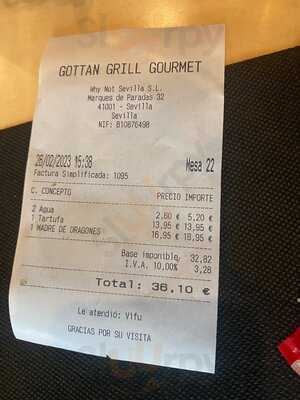 GOTTAN GRILL GOURMET
Why Not Sevilla S.L.
Marques de Paradas 32
41001 - Sevilla
Sevilla
NIF: B10876498
26/02/2023 15:38 Mesa 22
Factura Simplificada: 1095
C. CONCEPTO PRECIO IMPORTE
2 Agua 2,60 € 5,20 €
1 Tartufa 13,95 € 13,95 €
1 MADRE DE DRAGONES 16,95 € 16,95 €
Base imponible 32,82
I.V.A. 10.00% 3,28
Total: 36,10 €
Le atendió: Vifu
GRACIAS POR SU VISITA